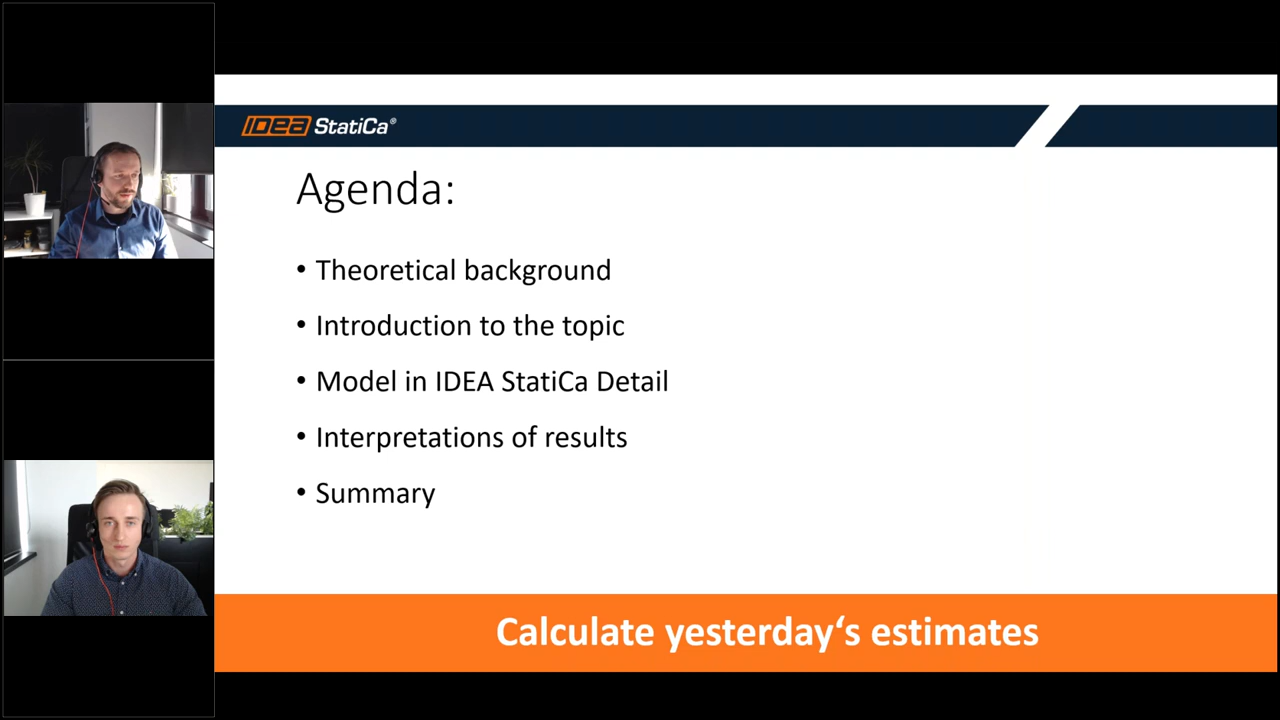 IDEA StatiCa®
Agenda:
• Theoretical background
• Introduction to the topic
• Model in IDEA StatiCa Detail
• Interpretations of results
• Summary
Calculate yesterday‘s estimates